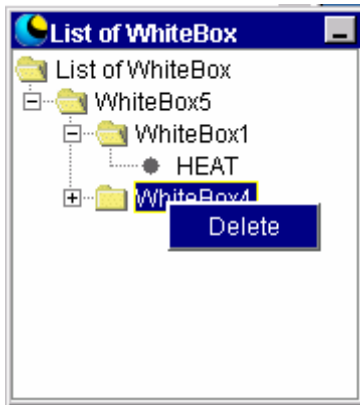 List of WhiteBox
List of WhiteBox
WhiteBox5
WhiteBox1
HEAT
WhiteBox4
Delete